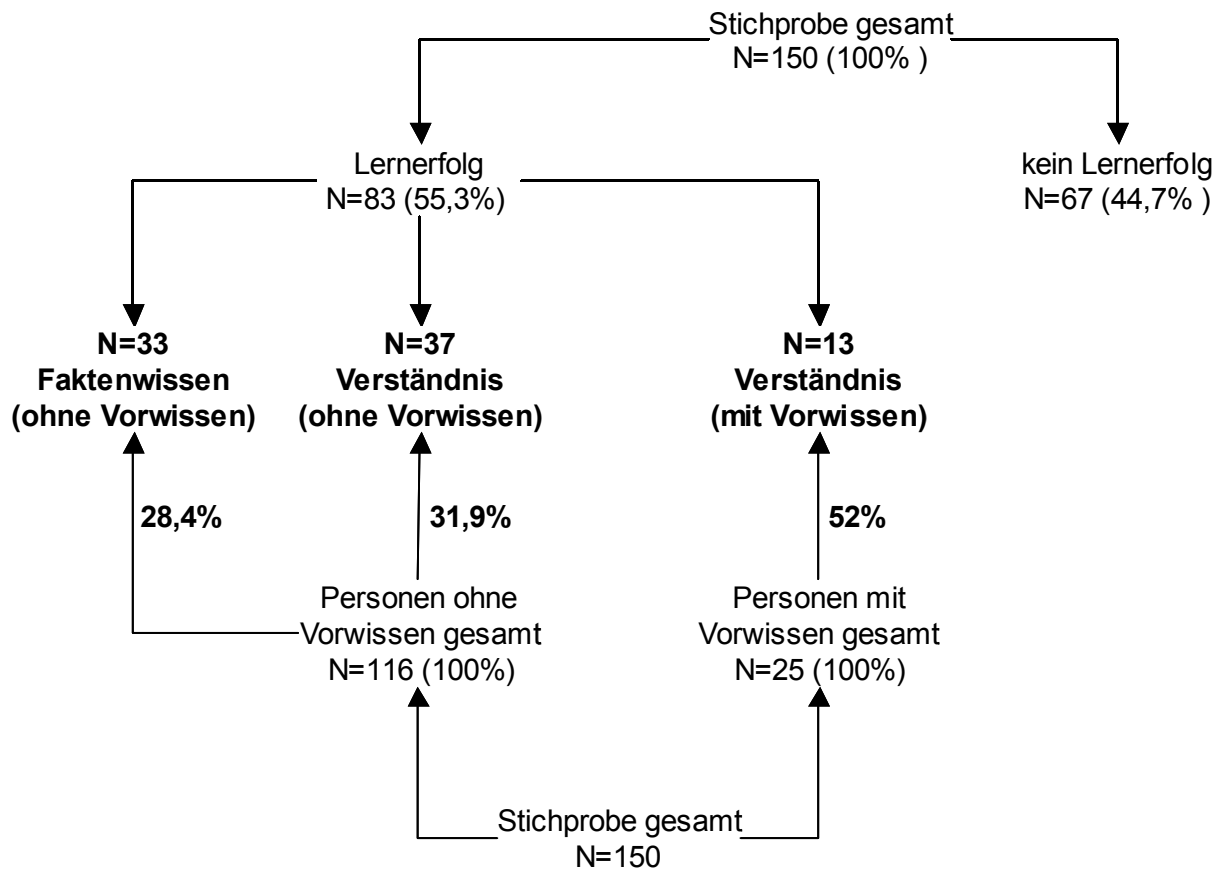 Stichprobe gesamt
N=150 (100% )
Lernerfolg
N=83 (55,3%)
kein Lernerfolg
N=67 (44,7% )
N=33
Faktenwissen
(ohne Vorwissen)
N=37
Verständnis
(ohne Vorwissen)
N=13
Verständnis
(mit Vorwissen)
28,4%
31,9%
52%
Personen ohne
Vorwissen gesamt
N=116 (100%)
Personen mit
Vorwissen gesamt
N=25 (100%)
Stichprobe gesamt
N=150